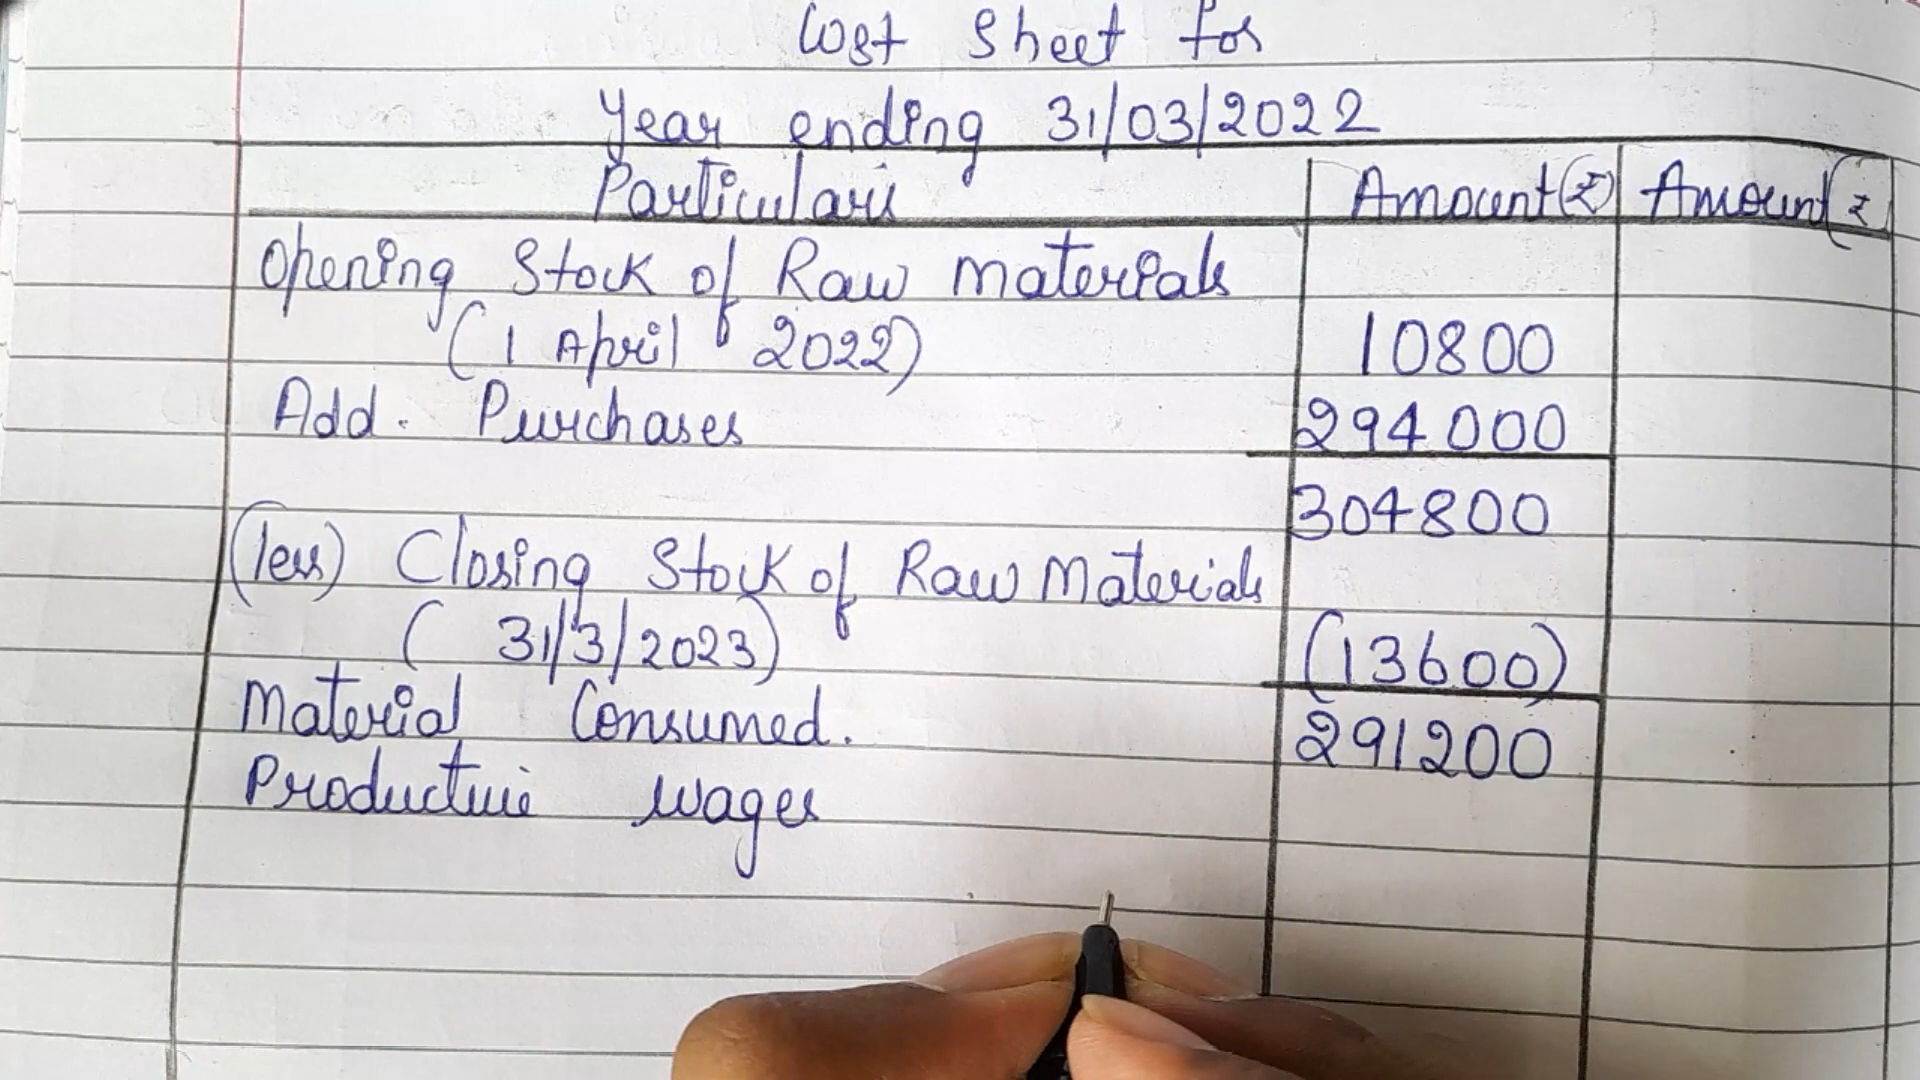 Cost Sheet for
Year ending 31/03/2022
Particulars Amount(₹) Amount(₹
Opening Stock of Raw Materials
(1 April 2022) 10800
Add. Purchases 294000
304800
(less) Closing Stock of Raw Materials
( 31/3/2023) (13600)
Material Consumed. 291200
Productive wages